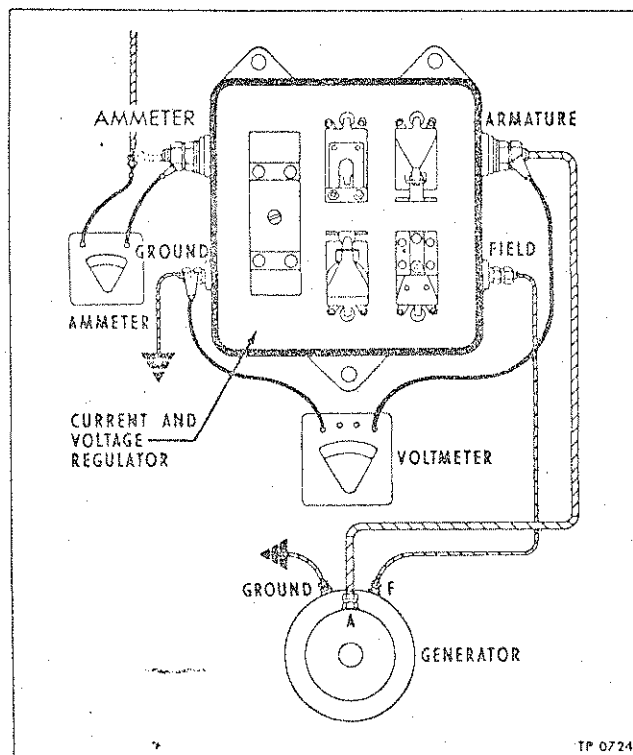 AMMETER
ARMATURE
GROUND
FIELD
AMMETER
CURRENT AND
VOLTAGE
REGULATOR
VOLTMETER
GROUND
F
A
GENERATOR
TP 0724